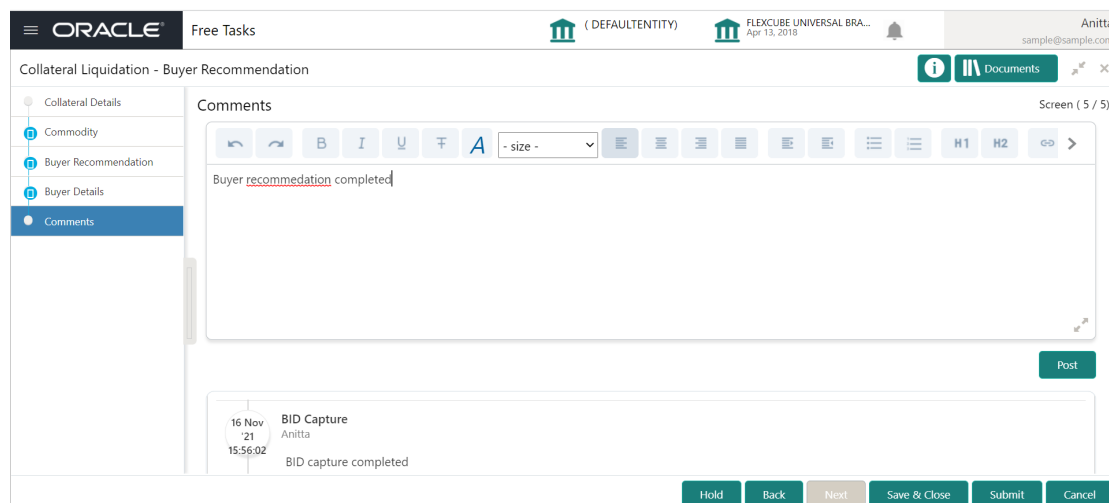 ORACLE
Free Tasks
( DEFAULTENTITY)
FLEXCUBE UNIVERSAL BRA...
Apr 13, 2018
Anitta
sample@sample.com
Collateral Liquidation - Buyer Recommendation
Documents
Collateral Details
Commodity
Buyer Recommendation
Buyer Details
Comments
Comments
Screen ( 5 / 5)
B I U T A - size - H1 H2
Buyer recommedation completed
Post
16 Nov
'21
15:56:02
BID Capture
Anitta
BID capture completed
Hold Back Next Save & Close Submit Cancel